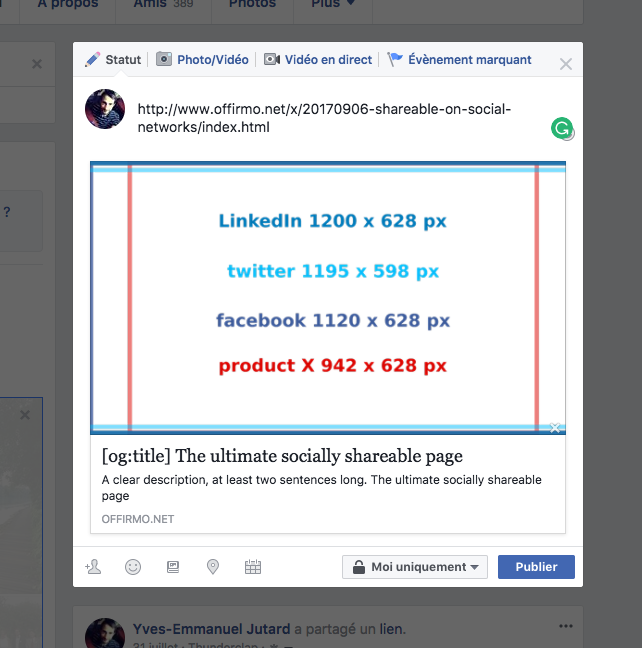 À propos
Amis 389
Photos
Plus
Statut
Photo/Vidéo
Vidéo en direct
Évènement marquant
http://www.offirmo.net/x/20170906-shareable-on-social-
networks/index.html
?
LinkedIn 1200 x 628 px
twitter 1195 x 598 px
facebook 1120 x 628 px
product X 942 x 628 px
[og:title] The ultimate socially shareable page
A clear description, at least two sentences long. The ultimate socially shareable
page
OFFIRMO.NET
Moi uniquement
Publier
Yves-Emmanuel Jutard a partagé un lien.
31 juillet · Thunderclap ·